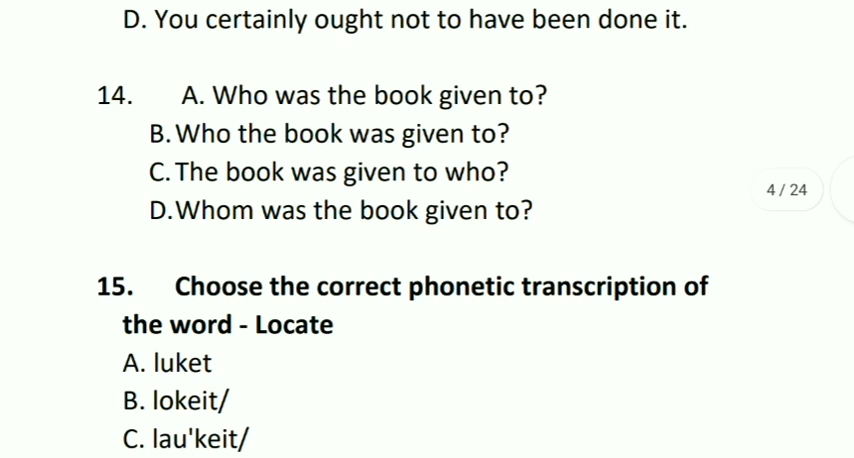 D. You certainly ought not to have been done it.
14. A. Who was the book given to?
B. Who the book was given to?
C. The book was given to who?
4 / 24
D. Whom was the book given to?
15. Choose the correct phonetic transcription of
the word - Locate
A. luket
B. lokeit/
C. lau'keit/